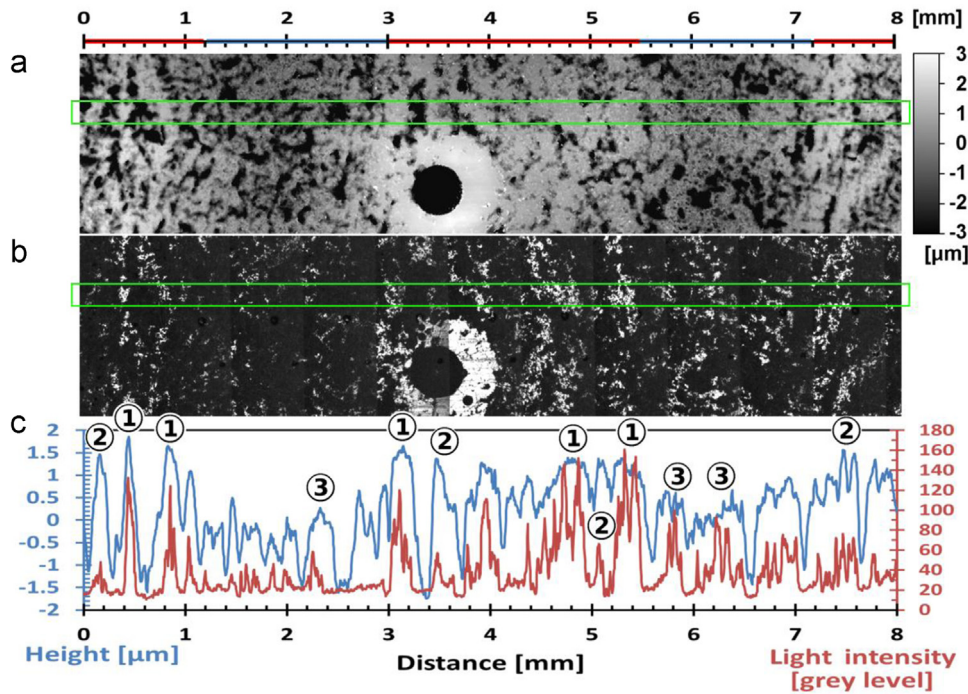 0 1 2 3 4 5 6 7 8 [mm]
a
3
2
1
0
-1
-2
-3
[µm]
b
c
① ① ① ① ①
② ② ② ②
③ ③ ③
2
1.5
1
0.5
0
-0.5
-1
-1.5
-2
180
160
140
120
100
80
60
40
20
0
0 1 2 3 4 5 6 7 8
Height [µm]
Distance [mm]
Light intensity
[grey level]